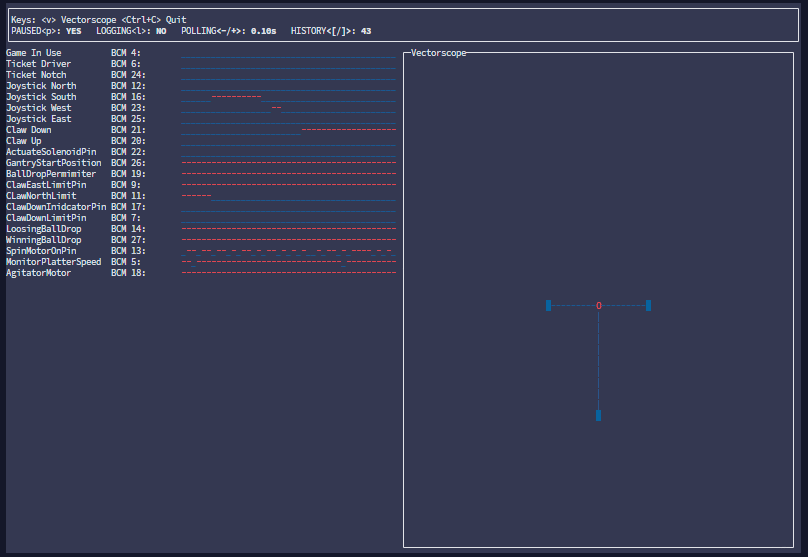 Keys: <v> Vectorscope <Ctrl+C> Quit
PAUSED<p>: YES LOGGING<l>: NO POLLING<-/+>: 0.10s HISTORY<[/]>: 43
Vectorscope
Game In Use BCM 4:
Ticket Driver BCM 6:
Ticket Notch BCM 24:
Joystick North BCM 12:
Joystick South BCM 16:
Joystick West BCM 23:
Joystick East BCM 25:
Claw Down BCM 21:
Claw Up BCM 20:
ActuateSolenoidPin BCM 22:
GantryStartPosition BCM 26:
BallDropPermimiter BCM 19:
ClawEastLimitPin BCM 9:
CLawNorthLimit BCM 11:
ClawDownInidcatorPin BCM 17:
ClawDownLimitPin BCM 7:
LoosingBallDrop BCM 14:
WinningBallDrop BCM 27:
SpinMotorOnPin BCM 13:
MonitorPlatterSpeed BCM 5:
AgitatorMotor BCM 18:
0